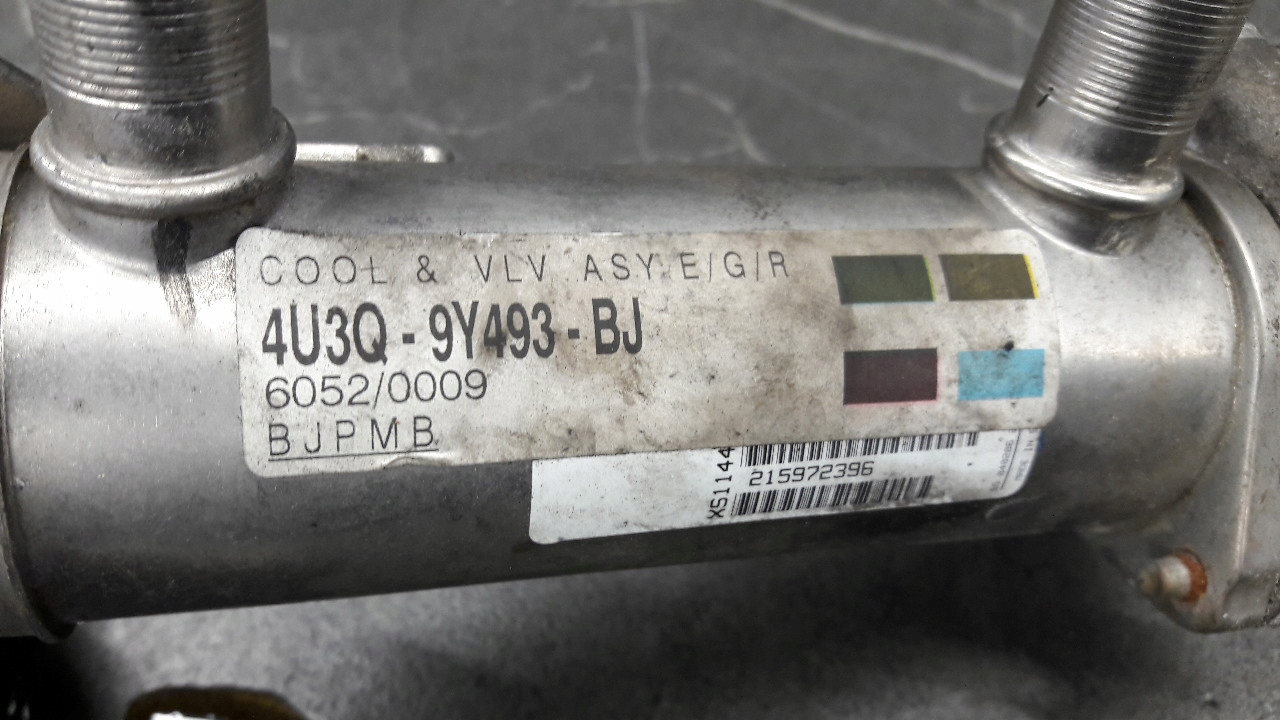 COOL & VLV ASY E/G/R
4U3Q - 9Y493 - BJ
6052/0009
BJPMB
XS1144
215972396